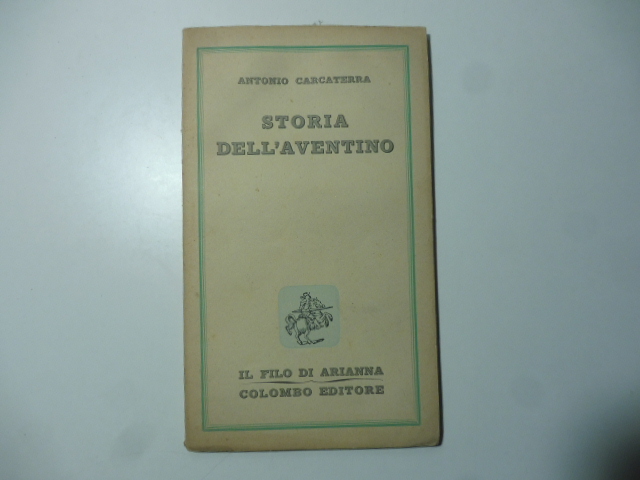 ANTONIO CARCATERRA
STORIA
DELL'AVENTINO
IL FILO DI ARIANNA
COLOMBO EDITORE